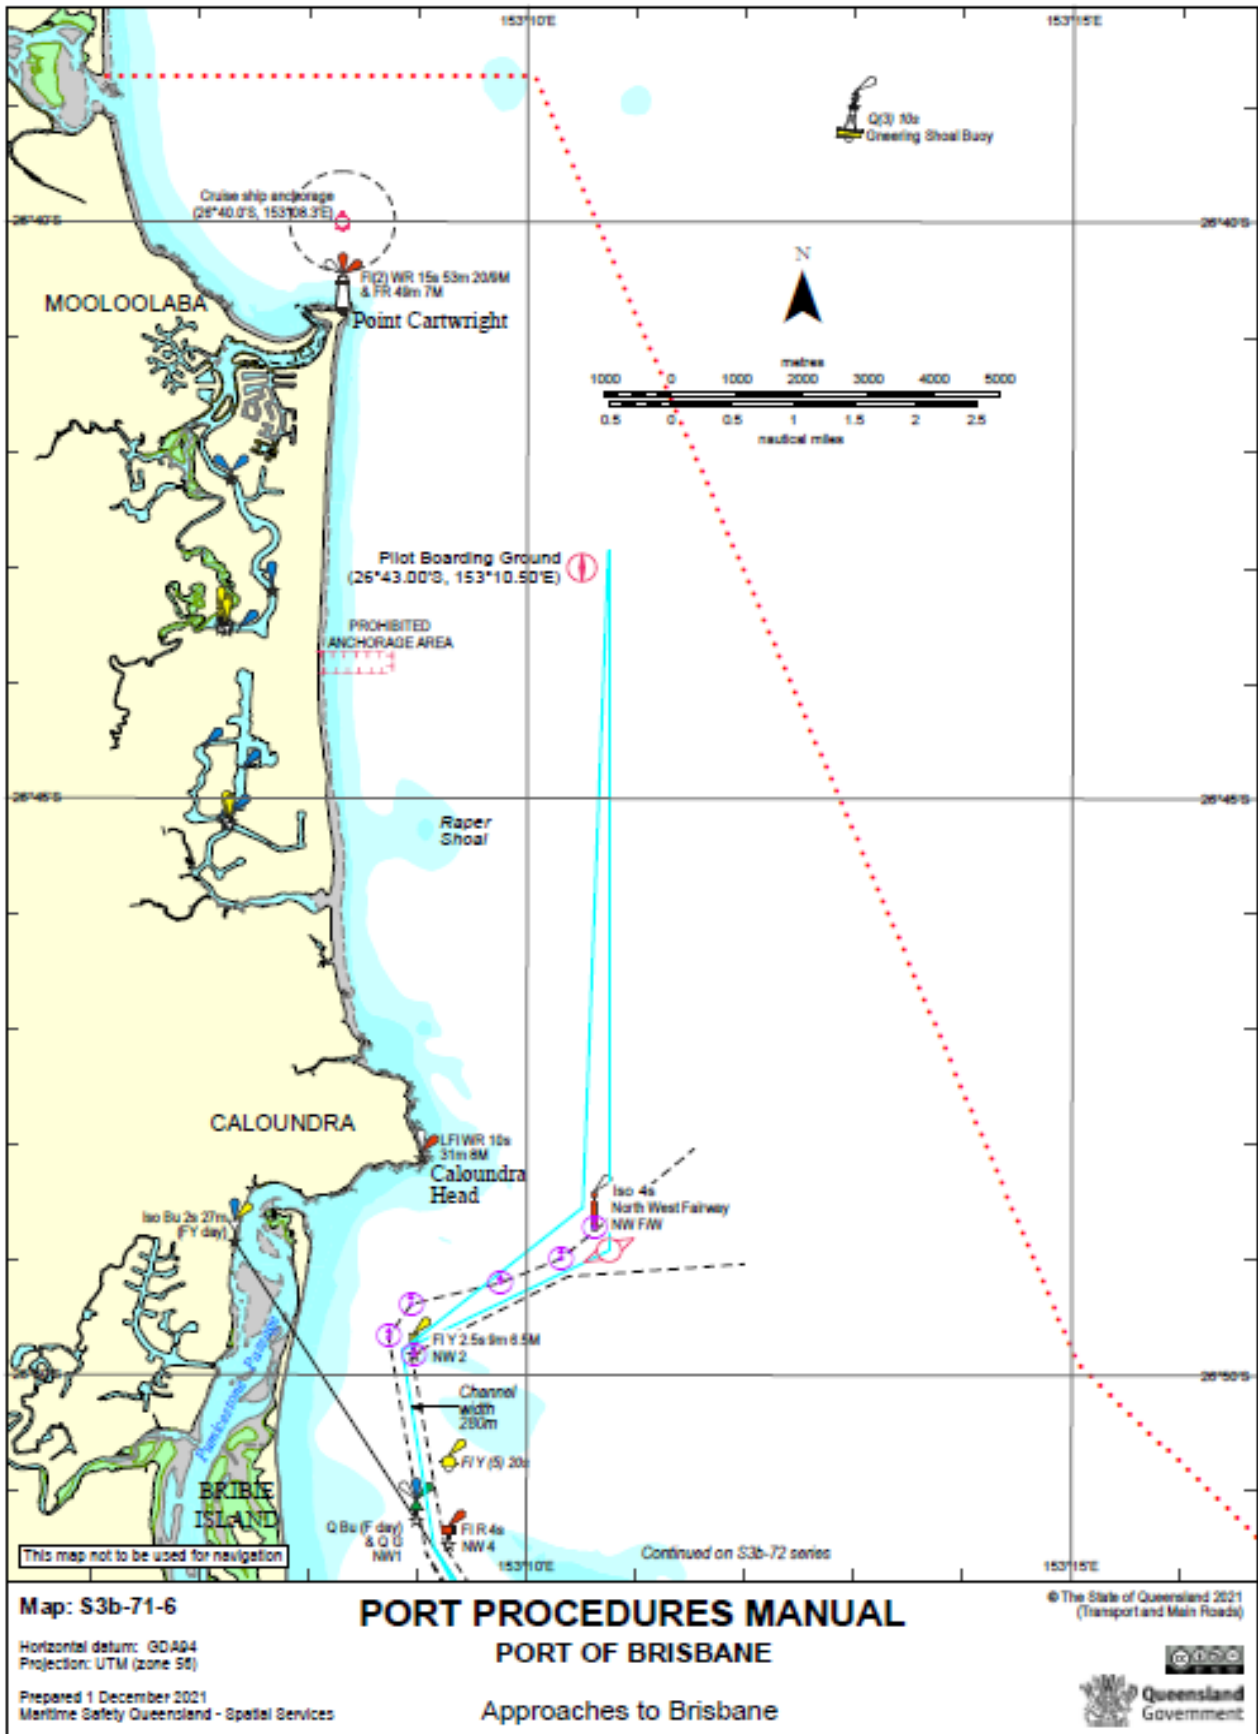 153°10'E
153°15'E
Q(3) 10s
Gneering Shoal Buoy
Cruise ship anchorage
(26°40.0'S, 153°08.3'E)
26°40'S
26°40'S
Fl(2) WR 15s 53m 20/9M
& FR 49m 7M
MOOLOOLABA
Point Cartwright
N
metres
1000 0 1000 2000 3000 4000 5000
0.5 0 0.5 1 1.5 2 2.5
nautical miles
Pilot Boarding Ground
(26°43.00'S, 153°10.50'E)
PROHIBITED
ANCHORAGE AREA
26°45'S
26°45'S
Raper
Shoal
CALOUNDRA
LFl WR 10s
31m 8M
Caloundra
Head
Iso 4s
North West Fairway
NW F/W
Iso Bu 2s 27m
(FY day)
Fl Y 2.5s 9m 6.5M
NW 2
26°50'S
Channel
width
280m
Pumicestone Passage
Fl Y (5) 20s
BRIBIE
ISLAND
Q Bu (F day)
& Q G
NW1
Fl R 4s
NW 4
This map not to be used for navigation
153°10'E
Continued on S3b-72 series
153°15'E
Map: S3b-71-6
PORT PROCEDURES MANUAL
© The State of Queensland 2021
(Transport and Main Roads)
Horizontal datum: GDA94
Projection: UTM (zone 56)
PORT OF BRISBANE
Prepared 1 December 2021
Maritime Safety Queensland - Spatial Services
Approaches to Brisbane
Queensland
Government